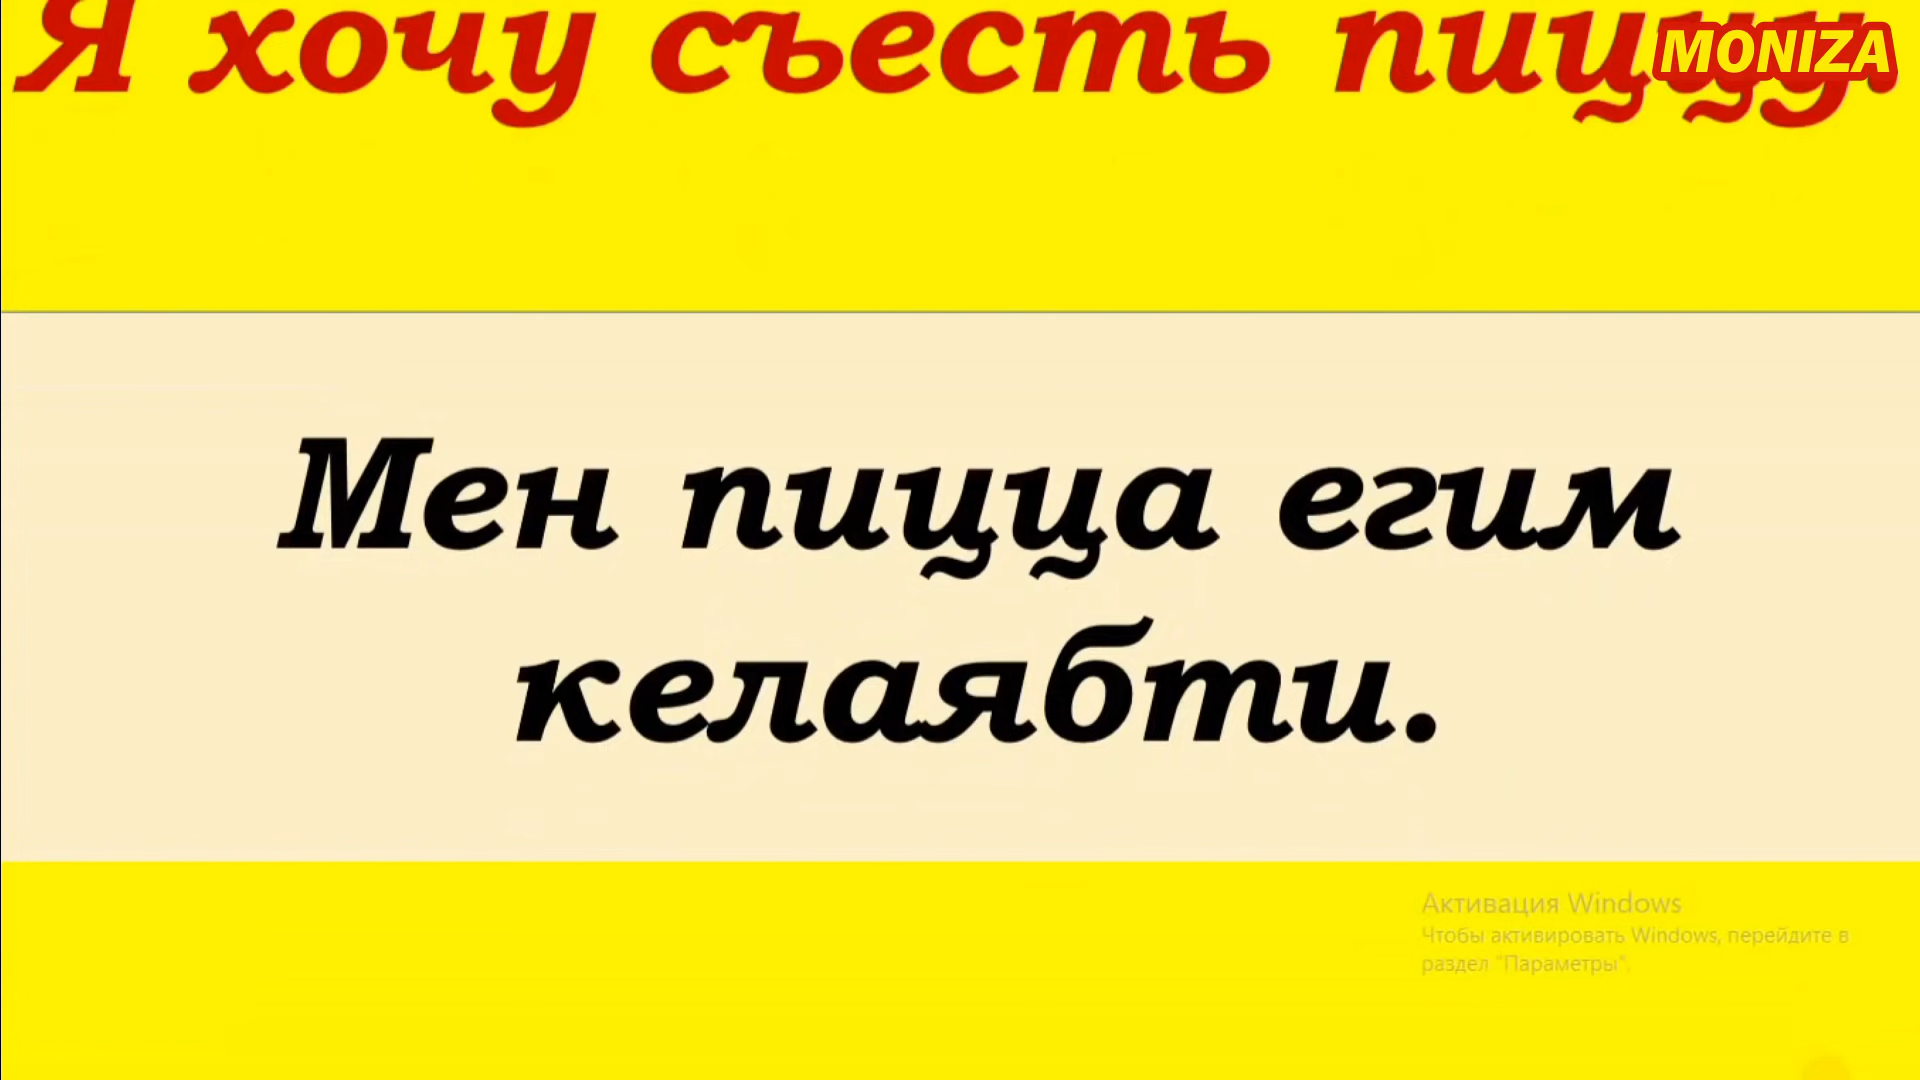 Я хочу съесть пиццу.
MONIZA
Мен пицца егим
келаябти.
Активация Windows
Чтобы активировать Windows, перейдите в
раздел "Параметры".